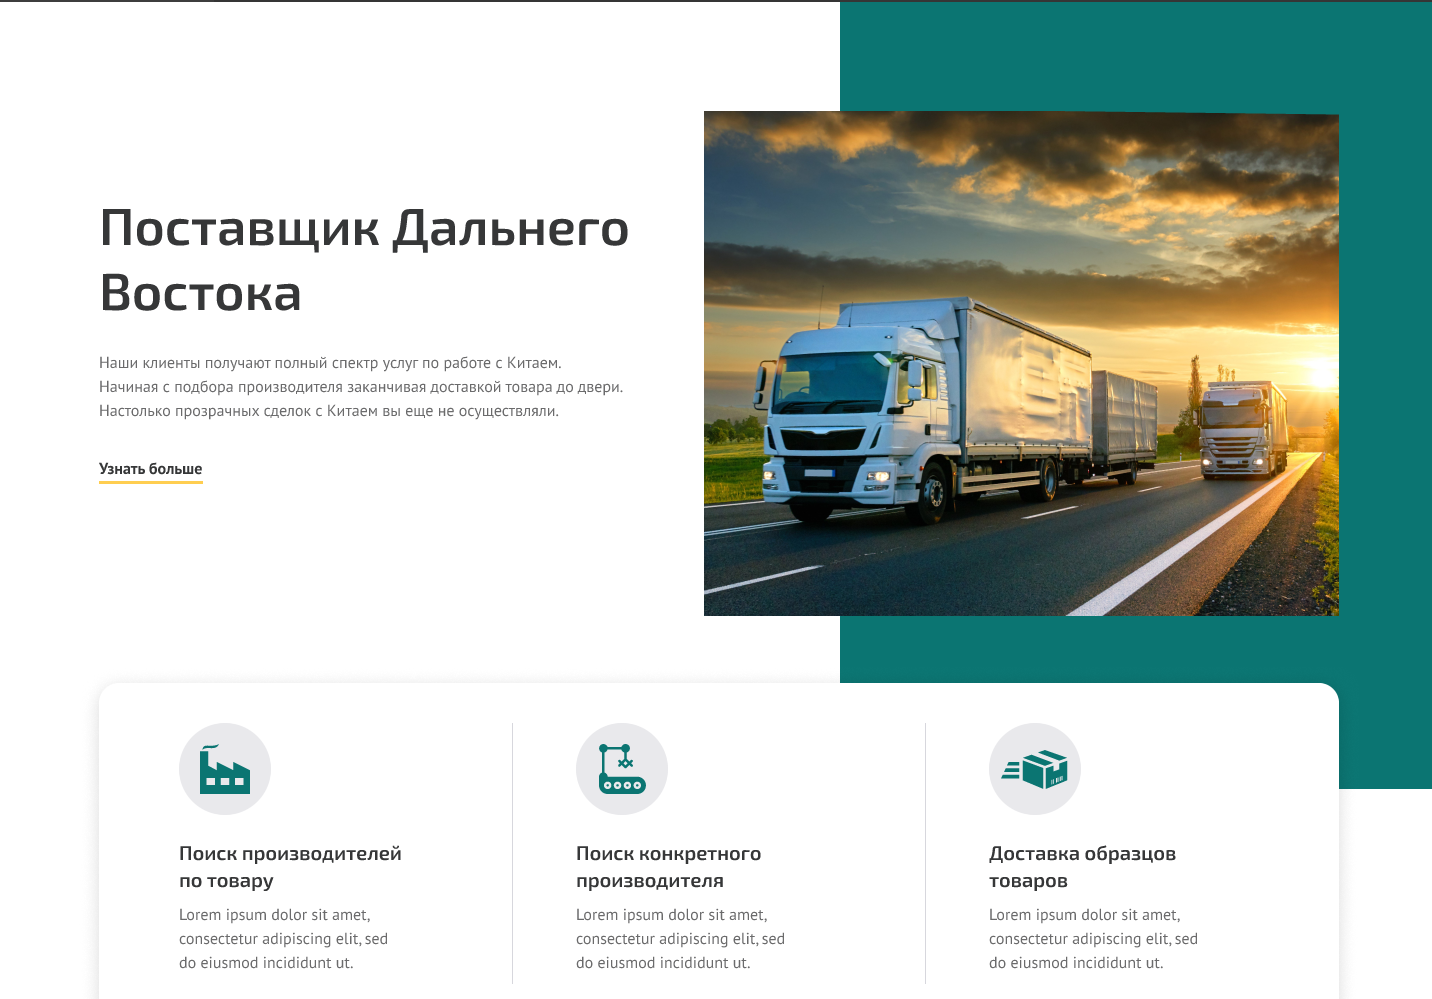 Поставщик Дальнего
Востока
Наши клиенты получают полный спектр услуг по работе с Китаем.
Начиная с подбора производителя заканчивая доставкой товара до двери.
Настолько прозрачных сделок с Китаем вы еще не осуществляли.
Узнать больше
Поиск производителей
по товару
Lorem ipsum dolor sit amet,
consectetur adipiscing elit, sed
do eiusmod incididunt ut.
Поиск конкретного
производителя
Lorem ipsum dolor sit amet,
consectetur adipiscing elit, sed
do eiusmod incididunt ut.
Доставка образцов
товаров
Lorem ipsum dolor sit amet,
consectetur adipiscing elit, sed
do eiusmod incididunt ut.